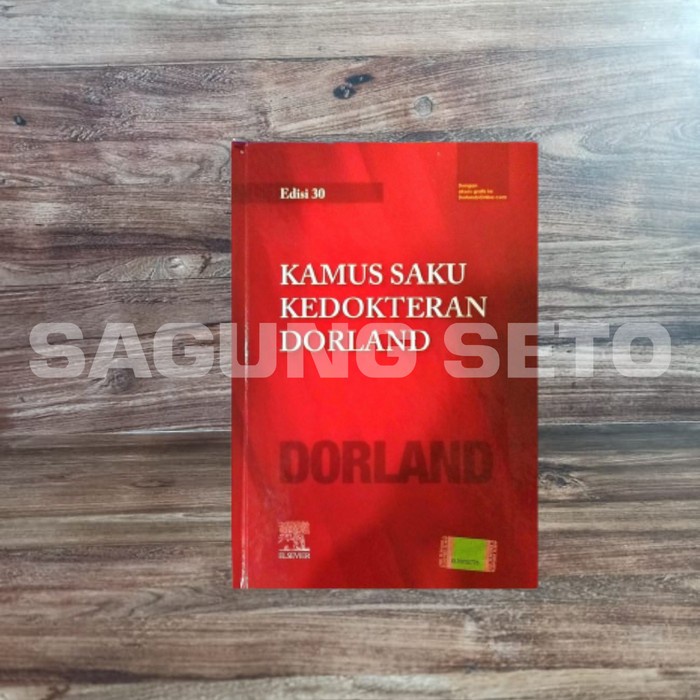 Edisi 30
KAMUS SAKU
KEDOKTERAN
DORLAND
SAGUNG SETO
DORLAND
ELSEVIER